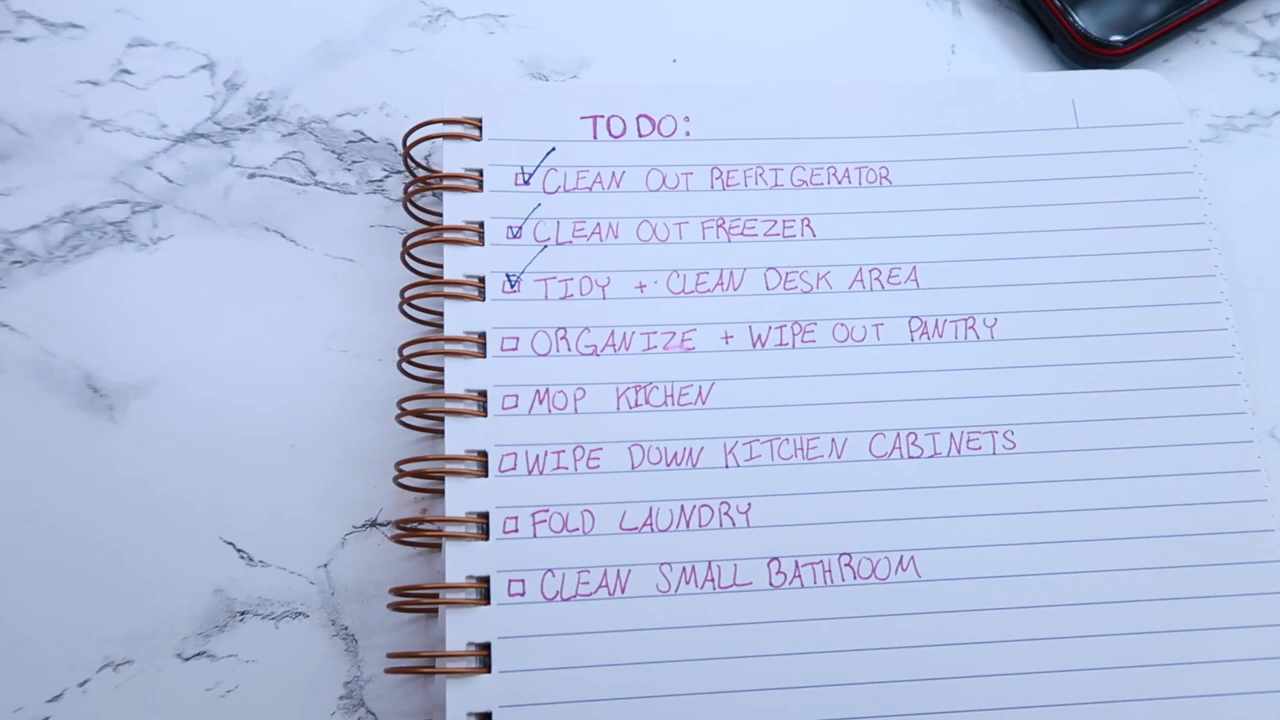 TO DO:
CLEAN OUT REFRIGERATOR
CLEAN OUT FREEZER
TIDY + CLEAN DESK AREA
ORGANIZE + WIPE OUT PANTRY
MOP KITCHEN
WIPE DOWN KITCHEN CABINETS
FOLD LAUNDRY
CLEAN SMALL BATHROOM